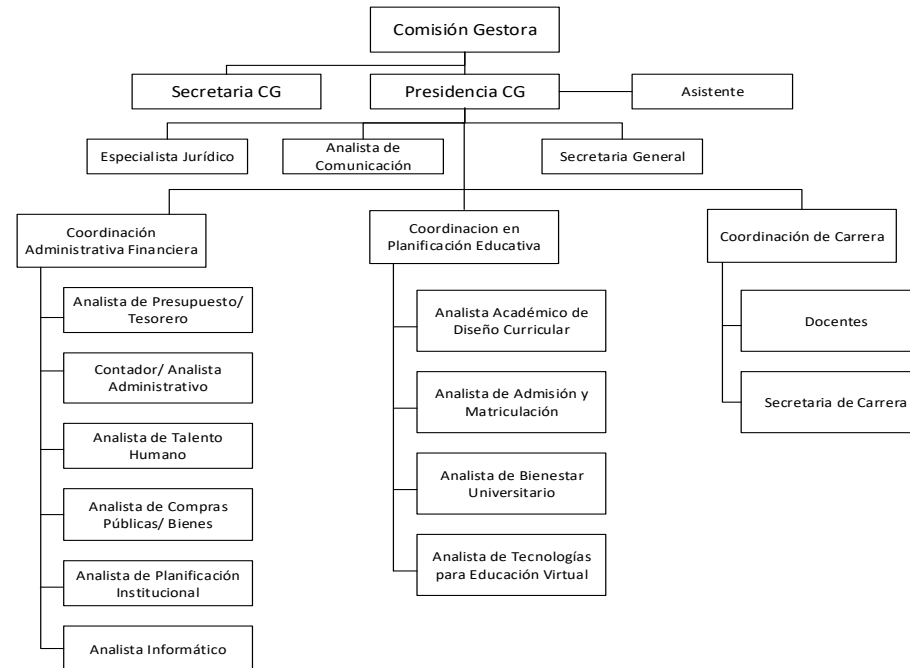 Comisión Gestora
Secretaria CG
Presidencia CG
Asistente
Especialista Jurídico
Analista de
Comunicación
Secretaria General
Coordinación
Administrativa Financiera
Coordinacion en
Planificación Educativa
Coordinación de Carrera
Analista de Presupuesto/
Tesorero
Contador/ Analista
Administrativo
Analista de Talento
Humano
Analista de Compras
Públicas/ Bienes
Analista de Planificación
Institucional
Analista Informático
Analista Académico de
Diseño Curricular
Analista de Admisión y
Matriculación
Analista de Bienestar
Universitario
Analista de Tecnologías
para Educación Virtual
Docentes
Secretaria de Carrera